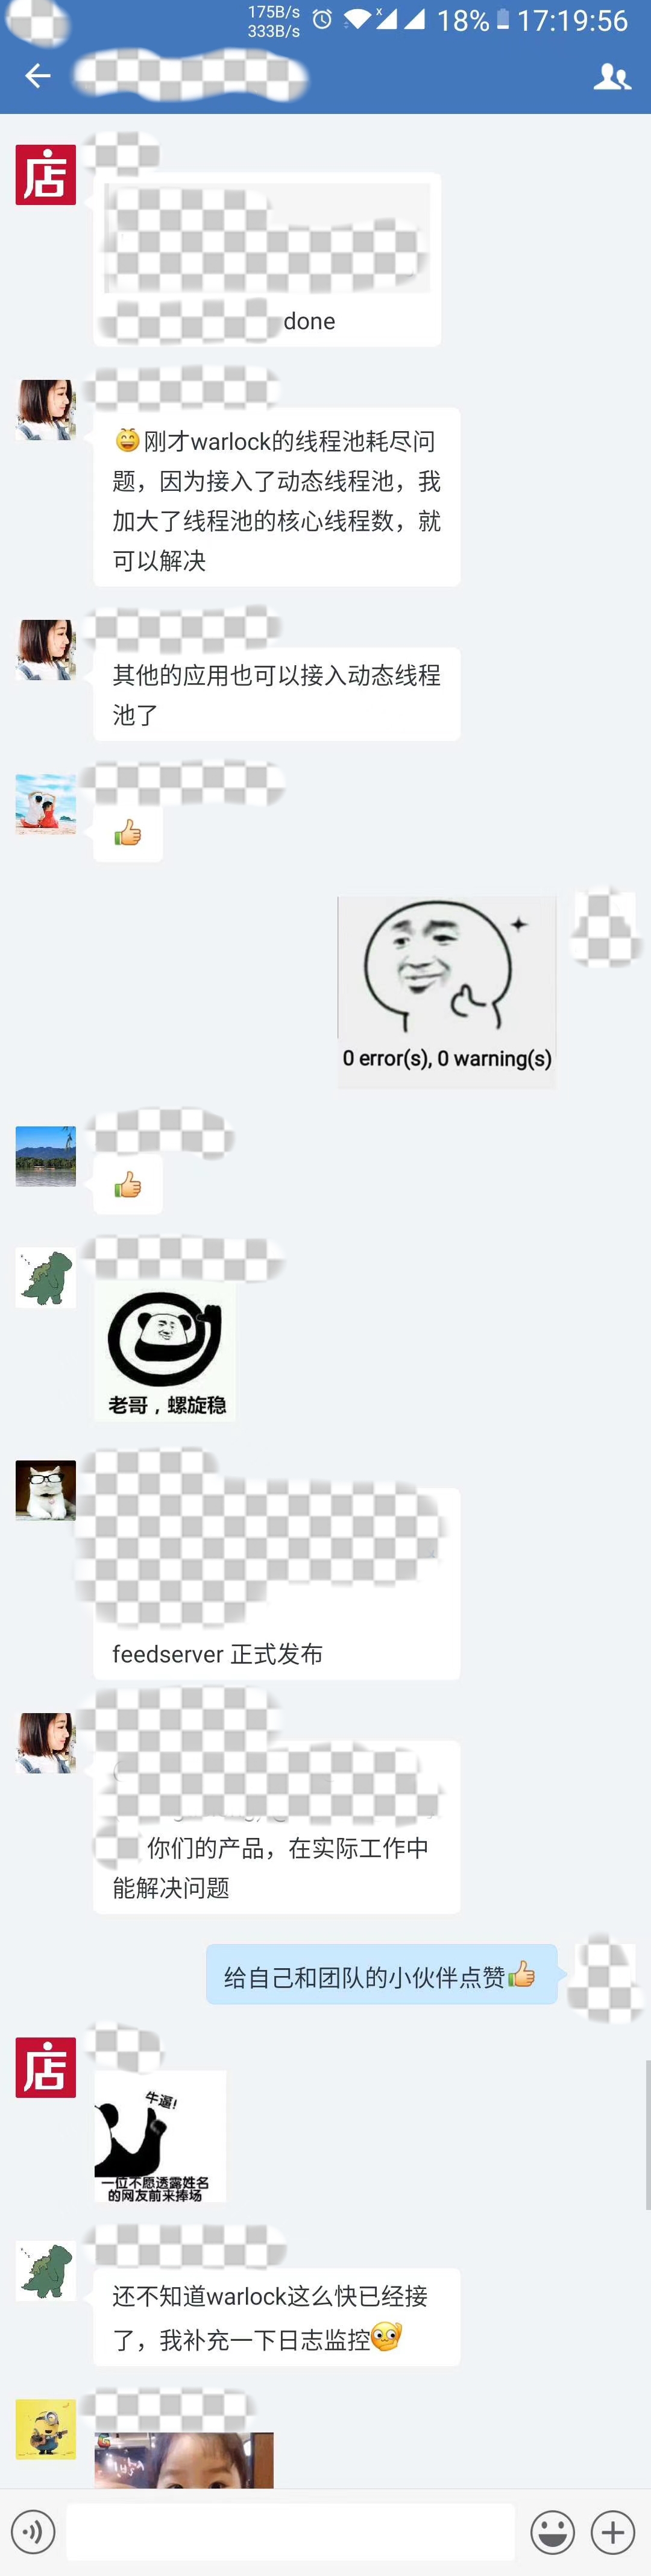 175B/s
333B/s
18%
17:19:56
店
done
刚才warlock的线程池耗尽问
题，因为接入了动态线程池，我
加大了线程池的核心线程数，就
可以解决
其他的应用也可以接入动态线程
池了
0 error(s), 0 warning(s)
老哥，螺旋稳
feedserver 正式发布
你们的产品，在实际工作中
能解决问题
给自己和团队的小伙伴点赞
店
牛逼!
一位不愿透露姓名
的网友前来捧场
还不知道warlock这么快已经接
了，我补充一下日志监控